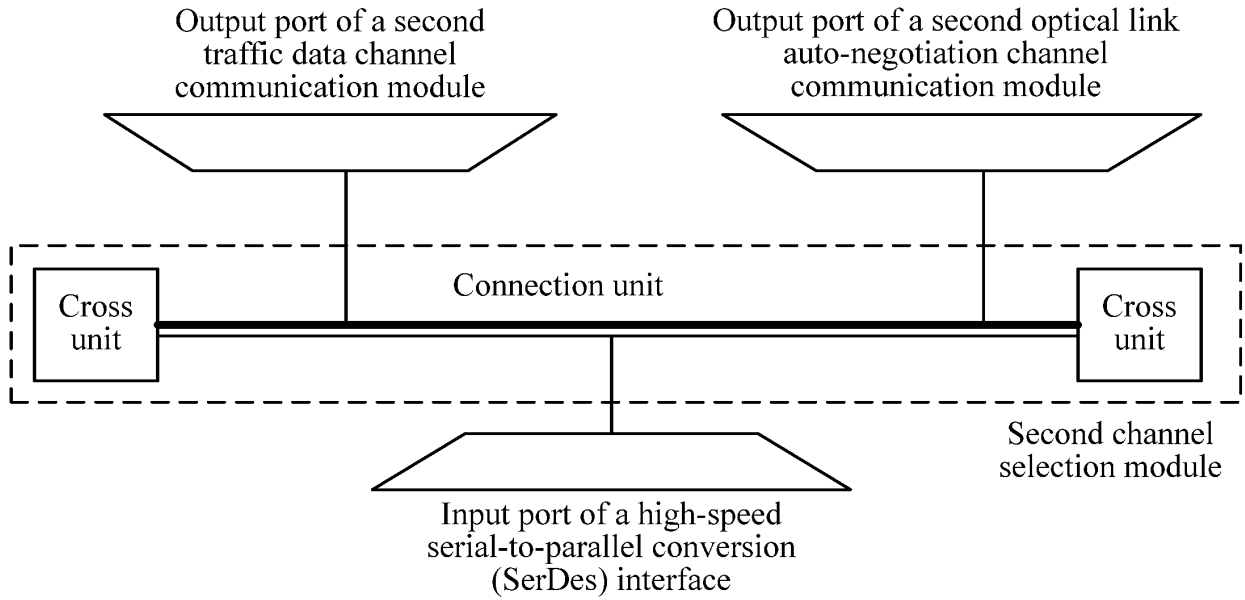 Output port of a second
traffic data channel
communication module
Output port of a second optical link
auto-negotiation channel
communication module
Cross
unit
Connection unit
Cross
unit
Second channel
selection module
Input port of a high-speed
serial-to-parallel conversion
(SerDes) interface